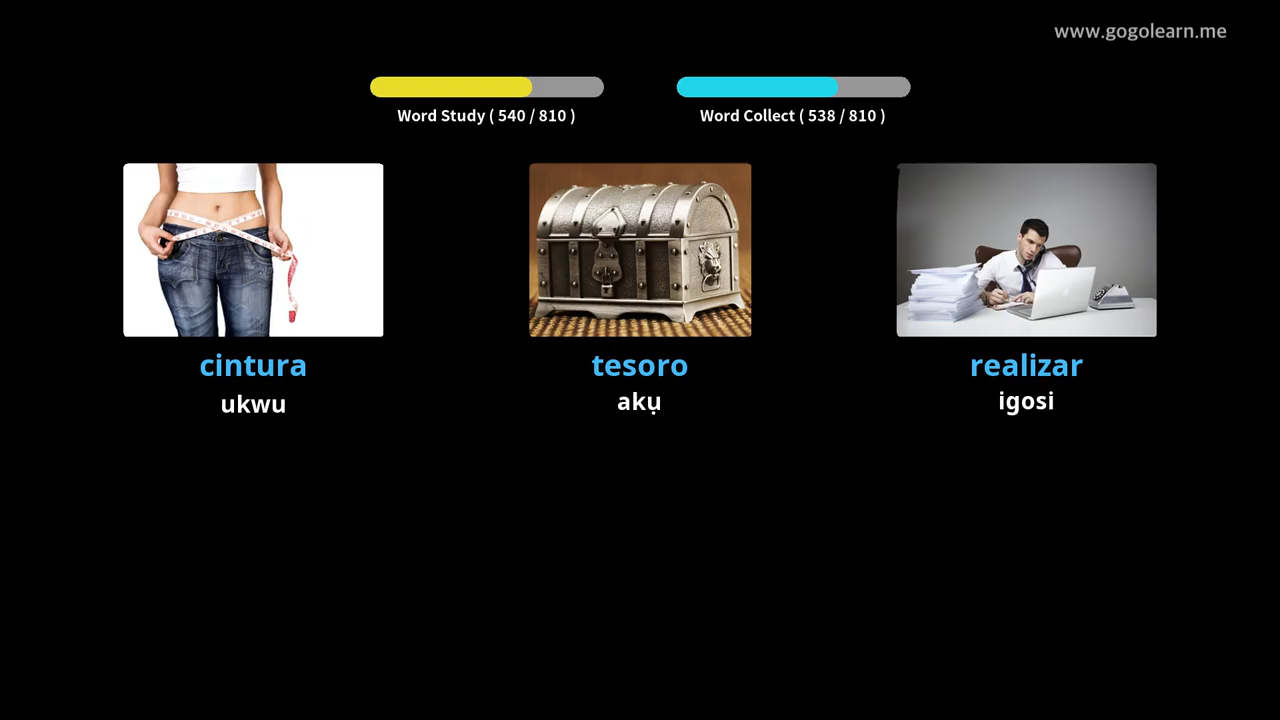 www.gogolearn.me
Word Study ( 540 / 810 )
Word Collect ( 538 / 810 )
cintura
tesoro
realizar
ukwu
akụ
igosi